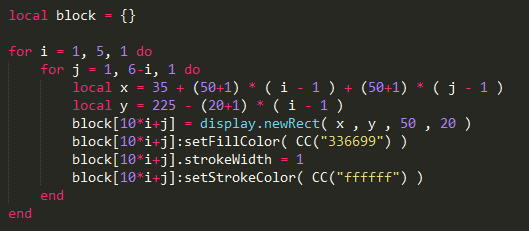 local block = {}
for i = 1, 5, 1 do
for j = 1, 6-i, 1 do
local x = 35 + (50+1) * ( i - 1 ) + (50+1) * ( j - 1 )
local y = 225 - (20+1) * ( i - 1 )
block[10*i+j] = display.newRect( x , y , 50 , 20 )
block[10*i+j]:setFillColor( CC("336699") )
block[10*i+j].strokeWidth = 1
block[10*i+j]:setStrokeColor( CC("ffffff") )
end
end